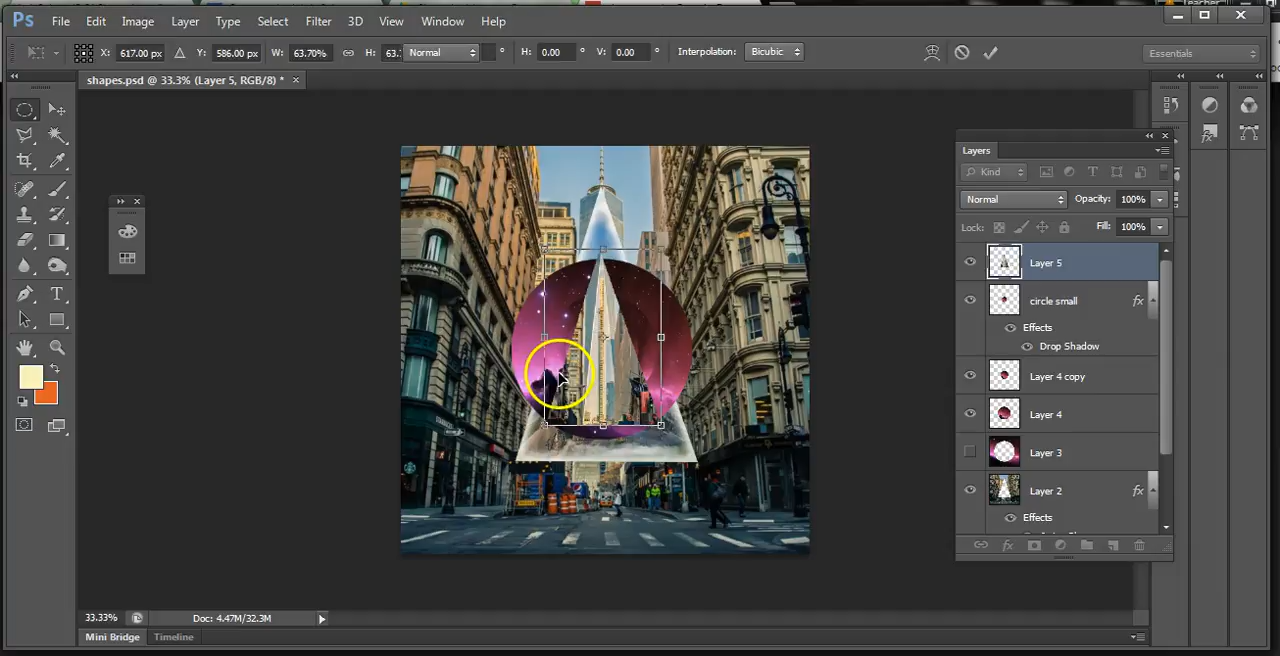 Ps File Edit Image Layer Type Select Filter 3D View Window Help
X: 617.00 px Y: 586.00 px W: 63.70% H: 63. Normal ° H: 0.00 ° V: 0.00 ° Interpolation: Bicubic Essentials
shapes.psd @ 33.3% (Layer 5, RGB/8) * ×
Layers
Kind
Normal Opacity: 100%
Lock: Fill: 100%
Layer 5
circle small fx
Effects
Drop Shadow
Layer 4 copy
Layer 4
Layer 3
Layer 2 fx
Effects
33.33% Doc: 4.47M/32.3M
Mini Bridge Timeline